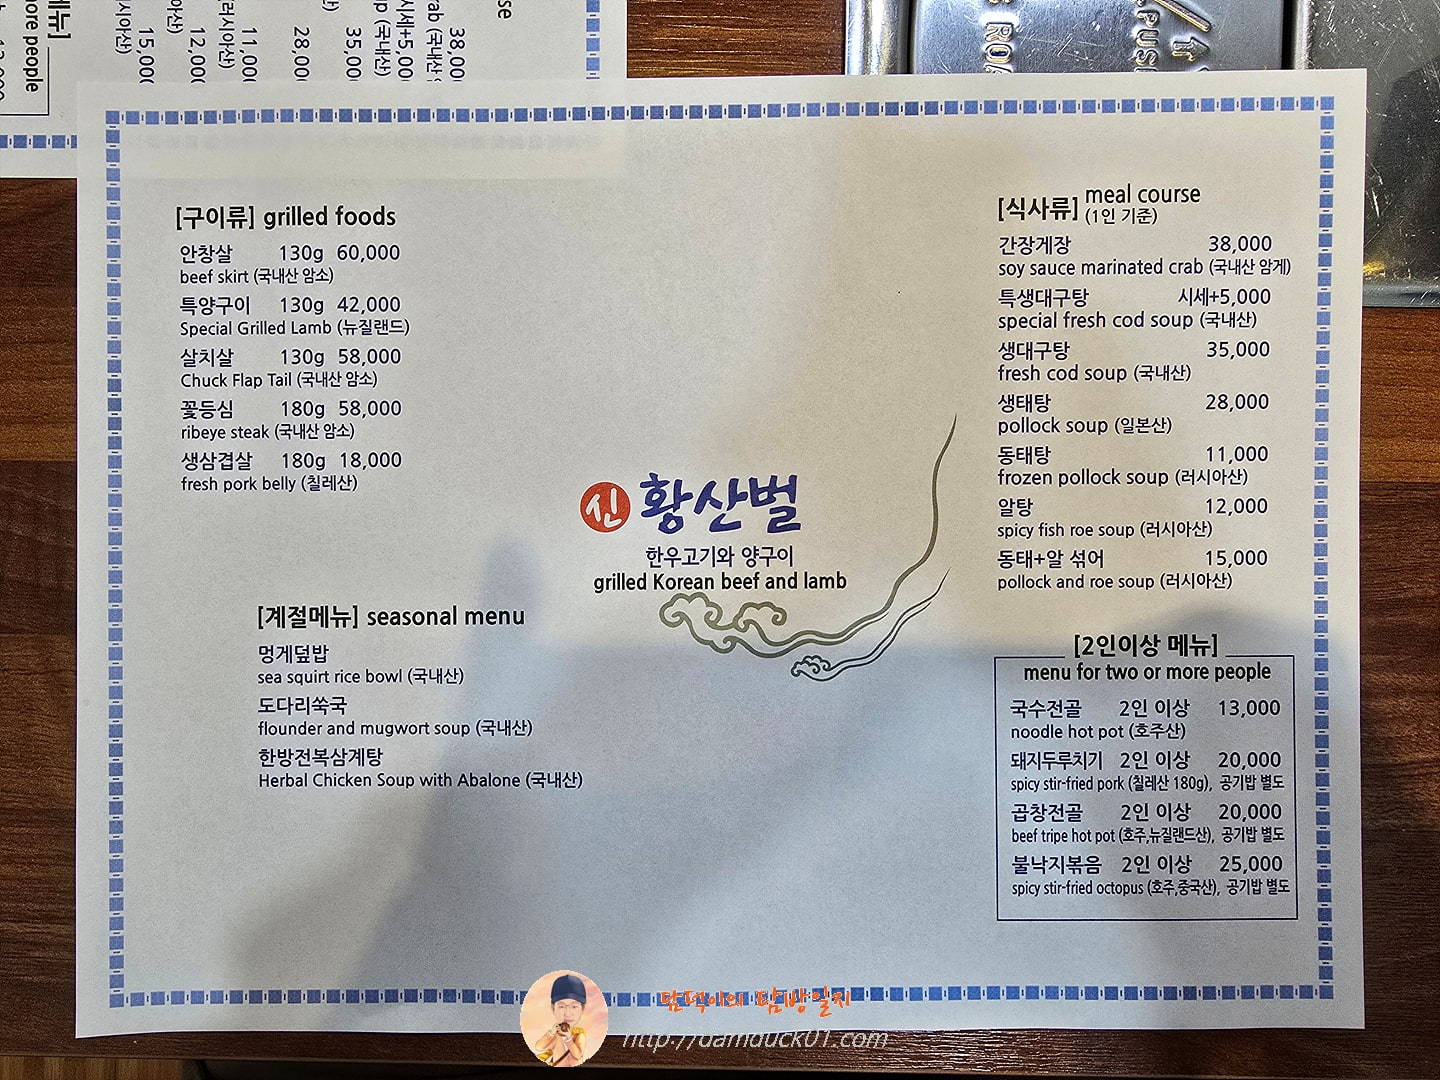 [구이류] grilled foods
안창살 130g 60,000
beef skirt (국내산 암소)
특양구이 130g 42,000
Special Grilled Lamb (뉴질랜드)
살치살 130g 58,000
Chuck Flap Tail (국내산 암소)
꽃등심 180g 58,000
ribeye steak (국내산 암소)
생삼겹살 180g 18,000
fresh pork belly (칠레산)
[계절메뉴] seasonal menu
멍게덮밥
sea squirt rice bowl (국내산)
도다리쑥국
flounder and mugwort soup (국내산)
한방전복삼계탕
Herbal Chicken Soup with Abalone (국내산)
신 황산벌
한우고기와 양구이
grilled Korean beef and lamb
[식사류] meal course
(1인 기준)
간장게장 38,000
soy sauce marinated crab (국내산 암게)
특생대구탕 시세+5,000
special fresh cod soup (국내산)
생대구탕 35,000
fresh cod soup (국내산)
생태탕 28,000
pollock soup (일본산)
동태탕 11,000
frozen pollock soup (러시아산)
알탕 12,000
spicy fish roe soup (러시아산)
동태+알 섞어 15,000
pollock and roe soup (러시아산)
[2인이상 메뉴]
menu for two or more people
국수전골 2인 이상 13,000
noodle hot pot (호주산)
돼지두루치기 2인 이상 20,000
spicy stir-fried pork (칠레산 180g), 공기밥 별도
곱창전골 2인 이상 20,000
beef tripe hot pot (호주,뉴질랜드산), 공기밥 별도
불낙지볶음 2인 이상 25,000
spicy stir-fried octopus (호주,중국산), 공기밥 별도
담덕이의 탐방일지
http://damduck01.com